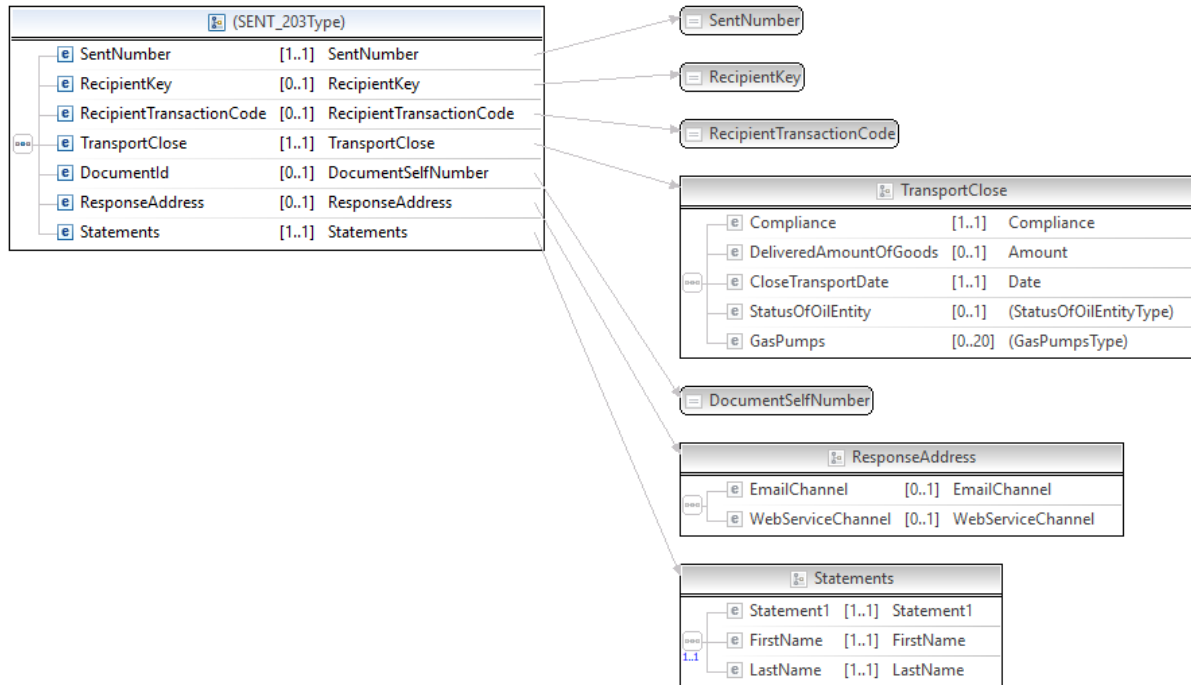 (SENT_203Type)
e SentNumber [1..1] SentNumber
e RecipientKey [0..1] RecipientKey
e RecipientTransactionCode [0..1] RecipientTransactionCode
e TransportClose [1..1] TransportClose
e DocumentId [0..1] DocumentSelfNumber
e ResponseAddress [0..1] ResponseAddress
e Statements [1..1] Statements
SentNumber
RecipientKey
RecipientTransactionCode
TransportClose
e Compliance [1..1] Compliance
e DeliveredAmountOfGoods [0..1] Amount
e CloseTransportDate [1..1] Date
e StatusOfOilEntity [0..1] (StatusOfOilEntityType)
e GasPumps [0..20] (GasPumpsType)
DocumentSelfNumber
ResponseAddress
e EmailChannel [0..1] EmailChannel
e WebServiceChannel [0..1] WebServiceChannel
Statements
e Statement1 [1..1] Statement1
e FirstName [1..1] FirstName
1..1
e LastName [1..1] LastName